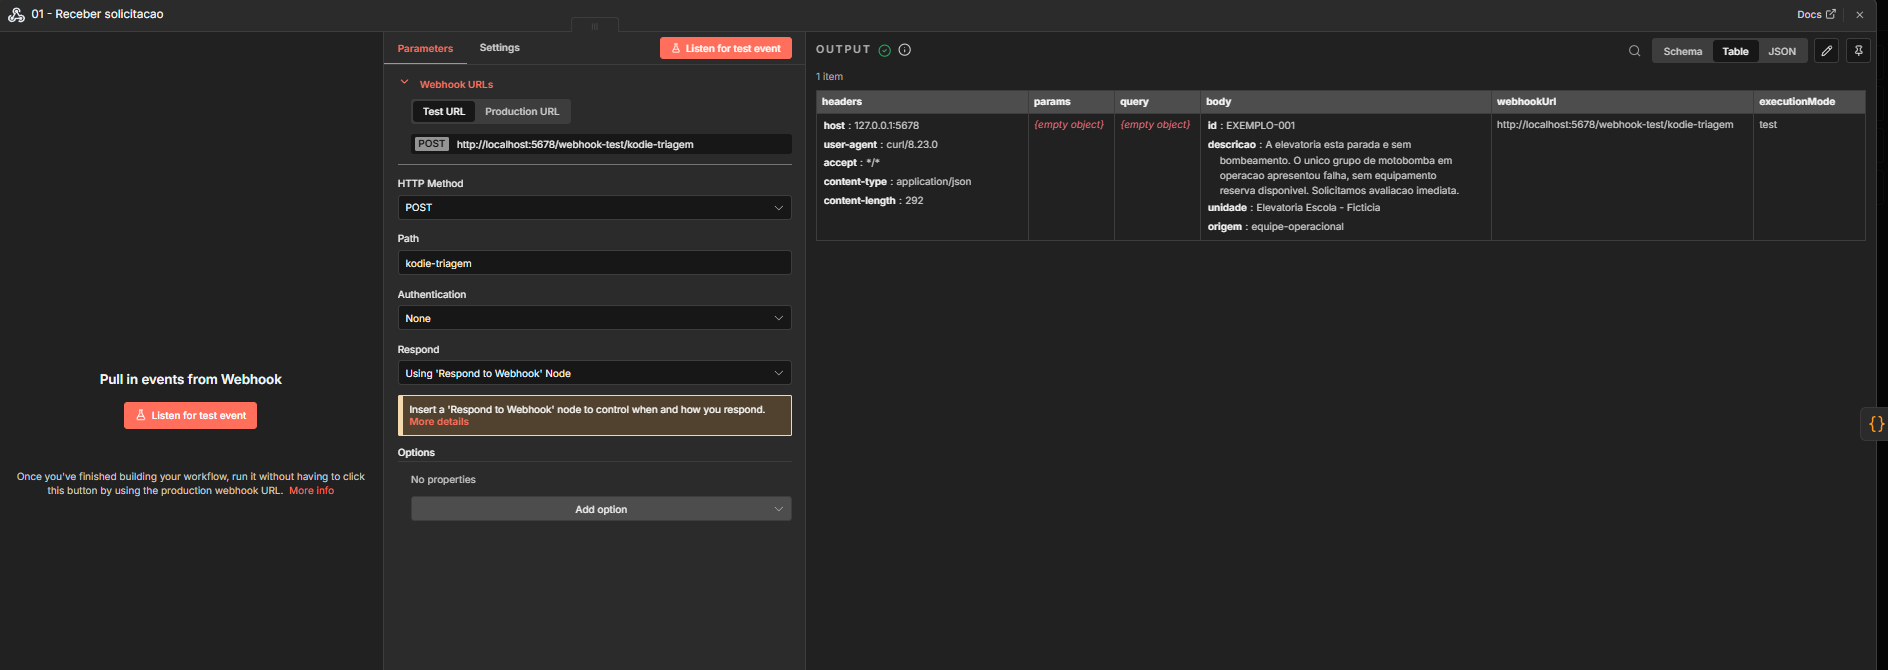 01 - Receber solicitacao
Docs
Parameters
Settings
Listen for test event
Webhook URLs
Test URL
Production URL
POST
http://localhost:5678/webhook-test/kodie-triagem
HTTP Method
POST
Path
kodie-triagem
Authentication
None
Respond
Using 'Respond to Webhook' Node
Insert a 'Respond to Webhook' node to control when and how you respond.
More details
Options
No properties
Add option
Pull in events from Webhook
Listen for test event
Once you've finished building your workflow, run it without having to click
this button by using the production webhook URL. More info
OUTPUT
Schema
Table
JSON
1 item
headers
params
query
body
webhookUrl
executionMode
host : 127.0.0.1:5678
user-agent : curl/8.23.0
accept : */*
content-type : application/json
content-length : 292
{empty object}
{empty object}
id : EXEMPLO-001
descricao : A elevatoria esta parada e sem
bombeamento. O unico grupo de motobomba em
operacao apresentou falha, sem equipamento
reserva disponivel. Solicitamos avaliacao imediata.
unidade : Elevatoria Escola - Ficticia
origem : equipe-operacional
http://localhost:5678/webhook-test/kodie-triagem
test
{}